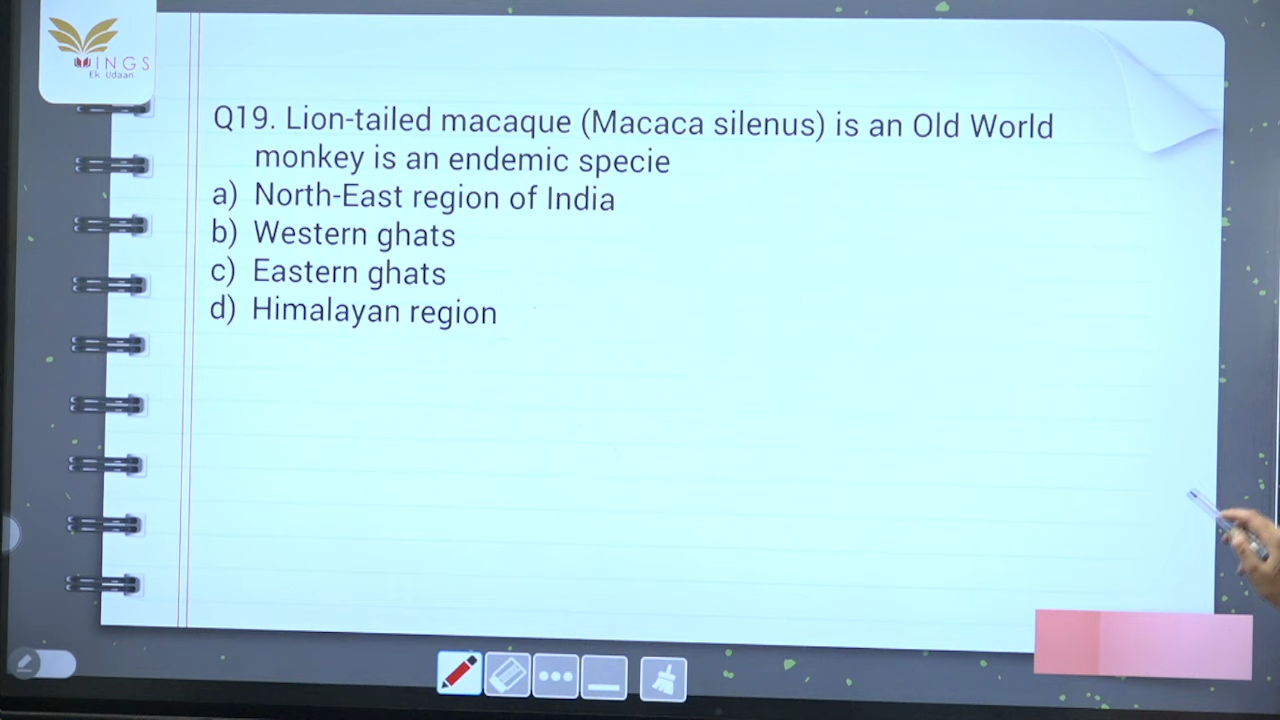 WINGS
Ek Udaan
Q19. Lion-tailed macaque (Macaca silenus) is an Old World
monkey is an endemic specie
a) North-East region of India
b) Western ghats
c) Eastern ghats
d) Himalayan region